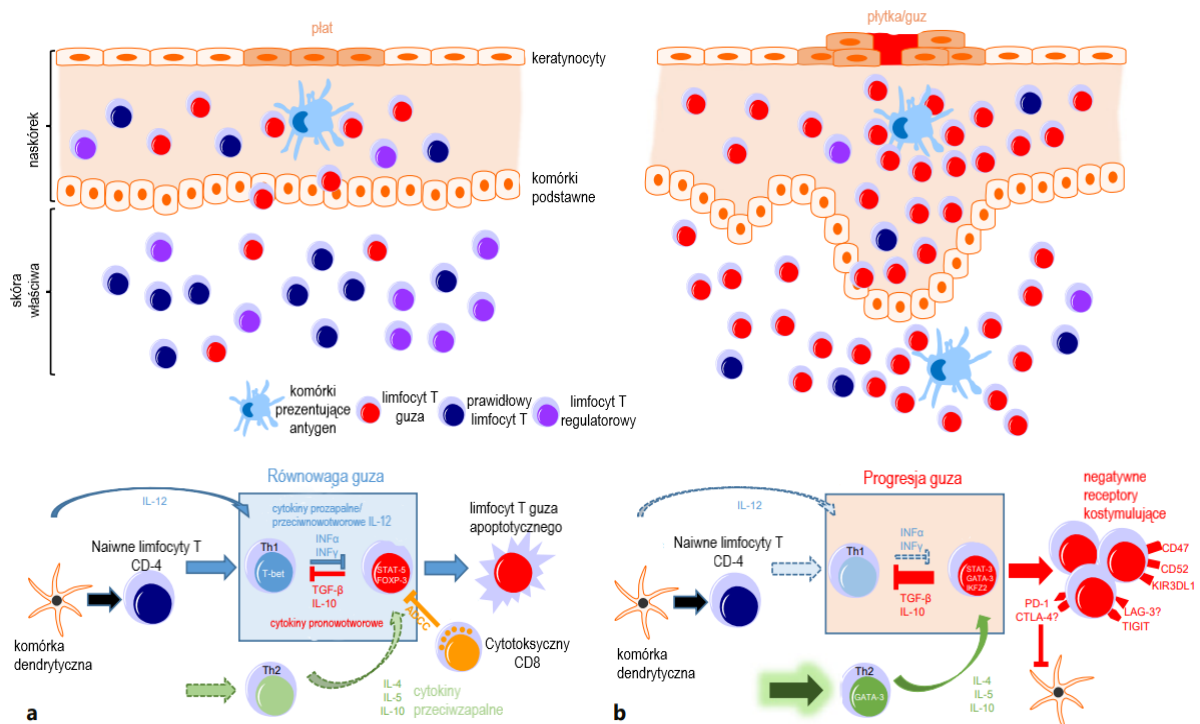 płat
keratynocyty
naskórek
komórki
podstawne
skóra
właściwa
płytka/guz
komórki
prezentujące
antygen
limfocyt T
guza
prawidłowy
limfocyt T
limfocyt T
regulatorowy
Równowaga guza
IL-12
cytokiny prozapalne/
przeciwnowotworowe IL-12
INFα
INFγ
Th1
T-bet
STAT-5
FOXP-3
TGF-β
IL-10
cytokiny pronowotworowe
limfocyt T guza
apoptotycznego
Naiwne limfocyty T
CD-4
komórka
dendrytyczna
ADCC
Cytotoksyczny
CD8
Th2
IL-4
IL-5
IL-10
cytokiny
przeciwzapalne
a
Progresja guza
IL-12
INFα
INFγ
Th1
STAT-3
GATA-3
IKFZ2
TGF-β
IL-10
negatywne
receptory
kostymulujące
CD47
CD52
KIR3DL1
PD-1
CTLA-4?
LAG-3?
TIGIT
Naiwne limfocyty T
CD-4
komórka
dendrytyczna
Th2
GATA-3
IL-4
IL-5
IL-10
b